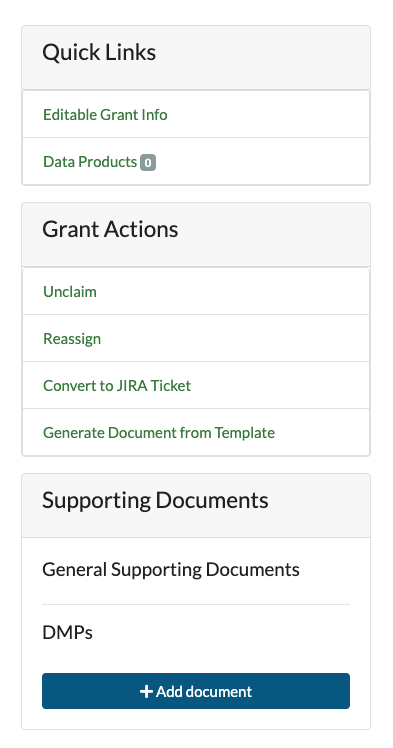 Quick Links
Editable Grant Info
Data Products 0
Grant Actions
Unclaim
Reassign
Convert to JIRA Ticket
Generate Document from Template
Supporting Documents
General Supporting Documents
DMPs
+ Add document